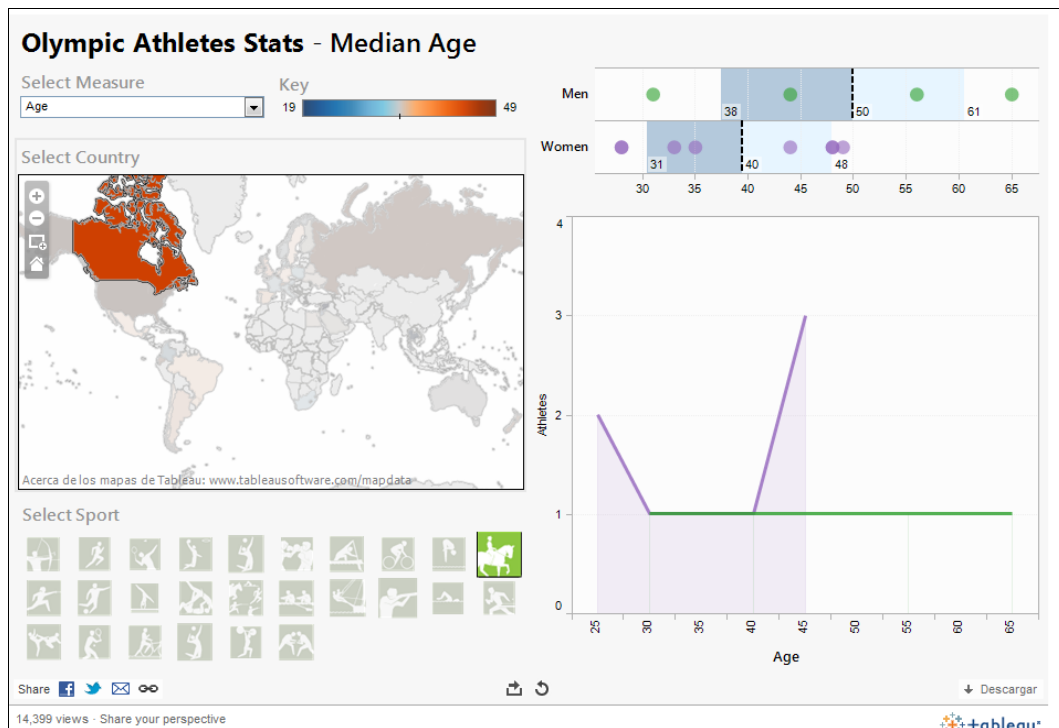 Olympic Athletes Stats - Median Age
Select Measure
Age
Key
19
49
Select Country
Acerca de los mapas de Tableau: www.tableausoftware.com/mapdata
Select Sport
Men
38
50
61
Women
31
40
48
30 35 40 45 50 55 60 65
4
3
2
1
0
Athletes
25 30 35 40 45 50 55 60 65
Age
Share
Descargar
14,399 views · Share your perspective
+ableau